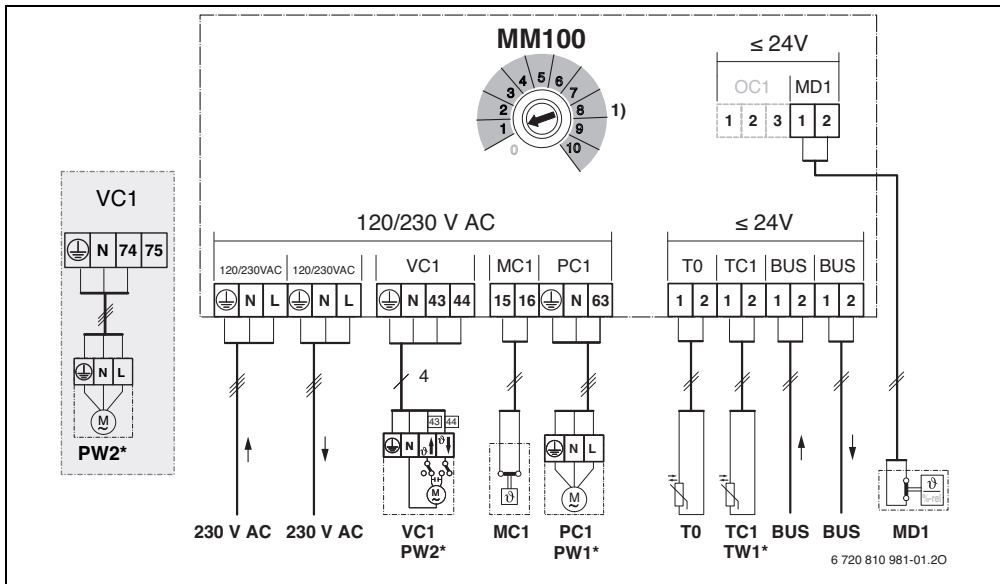 MM100
0 1 2 3 4 5 6 7 8 9 10
1)
≤ 24V
OC1 MD1
1 2 3 1 2
VC1
N 74 75
N L
M
~
PW2*
120/230 V AC
≤ 24V
120/230VAC 120/230VAC VC1 MC1 PC1
T0 TC1 BUS BUS
N L N L N 43 44 15 16 N 63
1 2 1 2 1 2 1 2
4
43 44
N ϑ ϑ
M
~
ϑ
N L
M
~
ϑ
%-rel
230 V AC 230 V AC VC1 MC1 PC1 T0 TC1 BUS BUS MD1
PW2* PW1* TW1*
6 720 810 981-01.2O